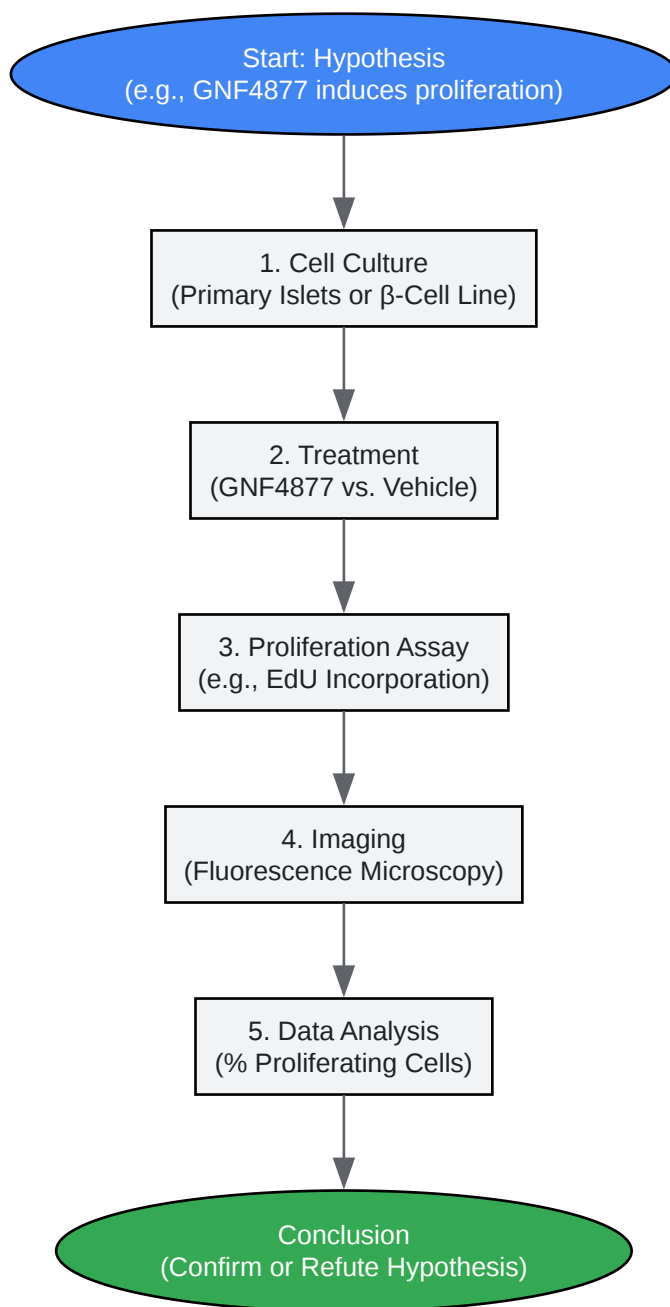 Start: Hypothesis
(e.g., GNF4877 induces proliferation)
1. Cell Culture
(Primary Islets or β-Cell Line)
2. Treatment
(GNF4877 vs. Vehicle)
3. Proliferation Assay
(e.g., EdU Incorporation)
4. Imaging
(Fluorescence Microscopy)
5. Data Analysis
(% Proliferating Cells)
Conclusion
(Confirm or Refute Hypothesis)